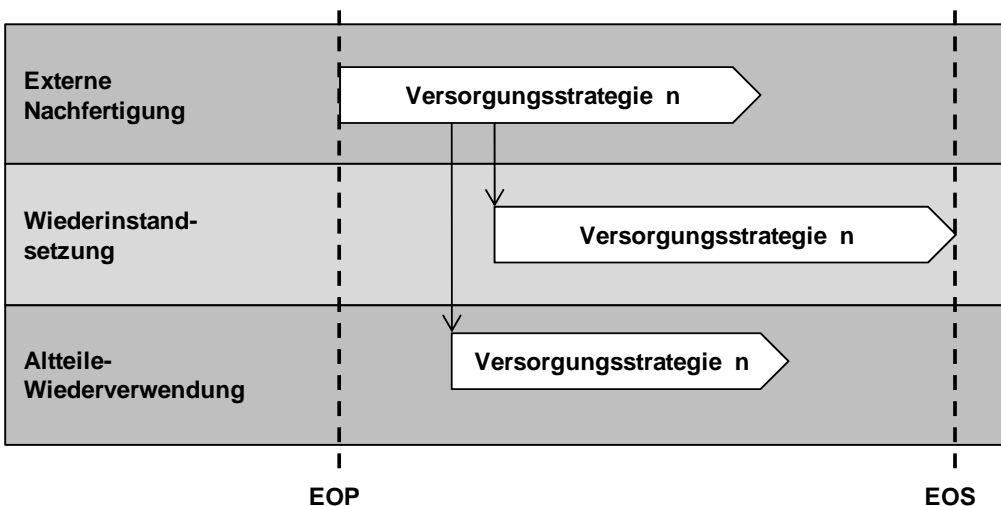 Externe
Nachfertigung
Versorgungsstrategie n
Wiederinstand-
setzung
Versorgungsstrategie n
Altteile-
Wiederverwendung
Versorgungsstrategie n
EOP
EOS